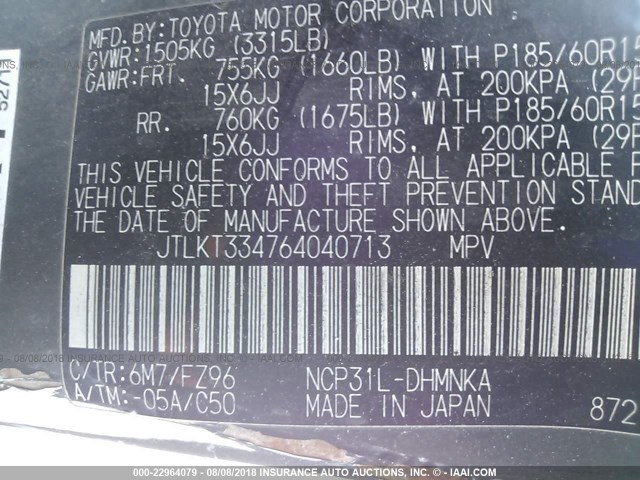 MFD. BY: TOYOTA MOTOR CORPORATION
GVWR: 1505KG (3315LB)
GAWR: FRT. 755KG (1660LB) WITH P185/60R15
15X6JJ RIMS, AT 200KPA (29P
RR. 760KG (1675LB) WITH P185/60R15
15X6JJ RIMS, AT 200KPA (29P
THIS VEHICLE CONFORMS TO ALL APPLICABLE F
VEHICLE SAFETY AND THEFT PREVENTION STAND
THE DATE OF MANUFACTURE SHOWN ABOVE.
JTLKT334764040713 MPV
C/TR: 6M7/FZ96 NCP31L-DHMNKA
A/TM: -05A/C50 MADE IN JAPAN 872
000-22964079 - 08/08/2018 INSURANCE AUTO AUCTIONS, INC. - IAAI.COM